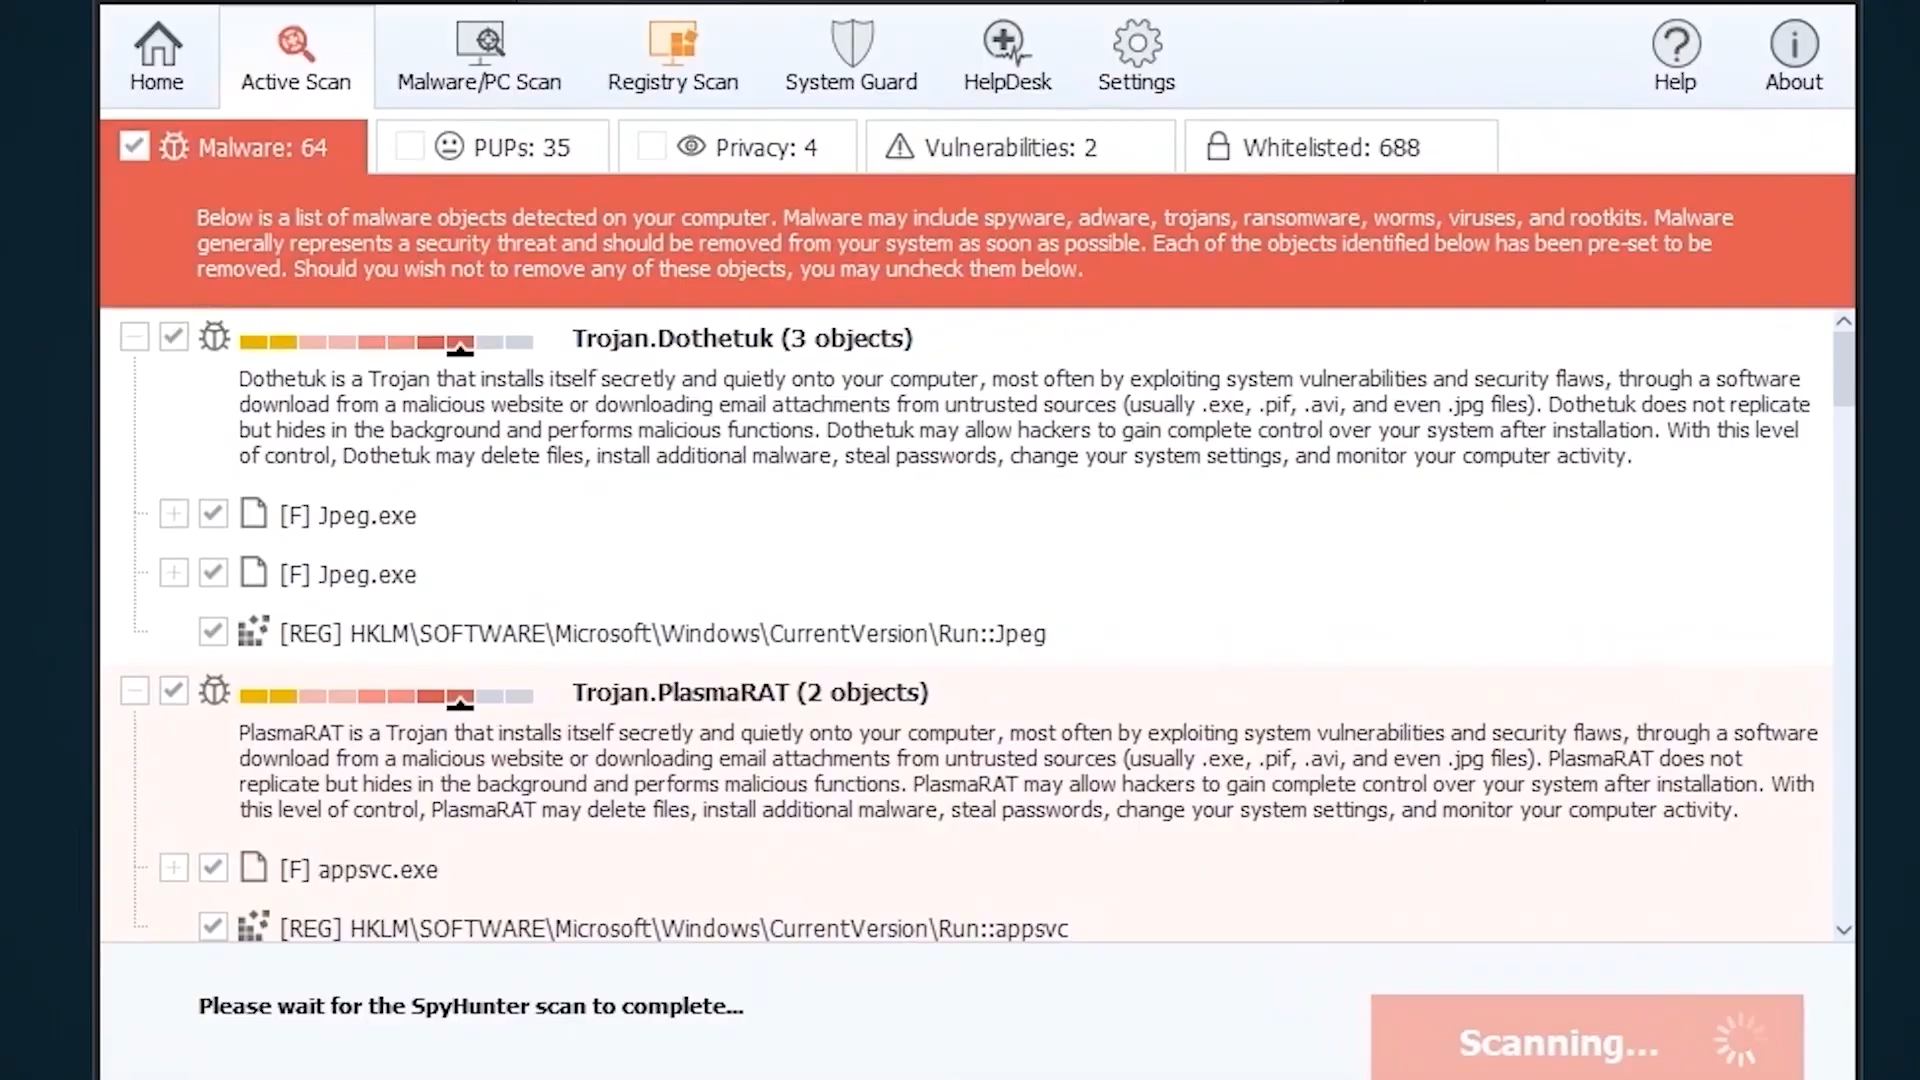 Home
Active Scan
Malware/PC Scan
Registry Scan
System Guard
HelpDesk
Settings
Help
About
Malware: 64
PUPs: 35
Privacy: 4
Vulnerabilities: 2
Whitelisted: 688
Below is a list of malware objects detected on your computer. Malware may include spyware, adware, trojans, ransomware, worms, viruses, and rootkits. Malware
generally represents a security threat and should be removed from your system as soon as possible. Each of the objects identified below has been pre-set to be
removed. Should you wish not to remove any of these objects, you may uncheck them below.
Trojan.Dothetuk (3 objects)
Dothetuk is a Trojan that installs itself secretly and quietly onto your computer, most often by exploiting system vulnerabilities and security flaws, through a software
download from a malicious website or downloading email attachments from untrusted sources (usually .exe, .pif, .avi, and even .jpg files). Dothetuk does not replicate
but hides in the background and performs malicious functions. Dothetuk may allow hackers to gain complete control over your system after installation. With this level
of control, Dothetuk may delete files, install additional malware, steal passwords, change your system settings, and monitor your computer activity.
[F] Jpeg.exe
[F] Jpeg.exe
[REG] HKLM\SOFTWARE\Microsoft\Windows\CurrentVersion\Run::Jpeg
Trojan.PlasmaRAT (2 objects)
PlasmaRAT is a Trojan that installs itself secretly and quietly onto your computer, most often by exploiting system vulnerabilities and security flaws, through a software
download from a malicious website or downloading email attachments from untrusted sources (usually .exe, .pif, .avi, and even .jpg files). PlasmaRAT does not
replicate but hides in the background and performs malicious functions. PlasmaRAT may allow hackers to gain complete control over your system after installation. With
this level of control, PlasmaRAT may delete files, install additional malware, steal passwords, change your system settings, and monitor your computer activity.
[F] appsvc.exe
[REG] HKLM\SOFTWARE\Microsoft\Windows\CurrentVersion\Run::appsvc
Please wait for the SpyHunter scan to complete...
Scanning...